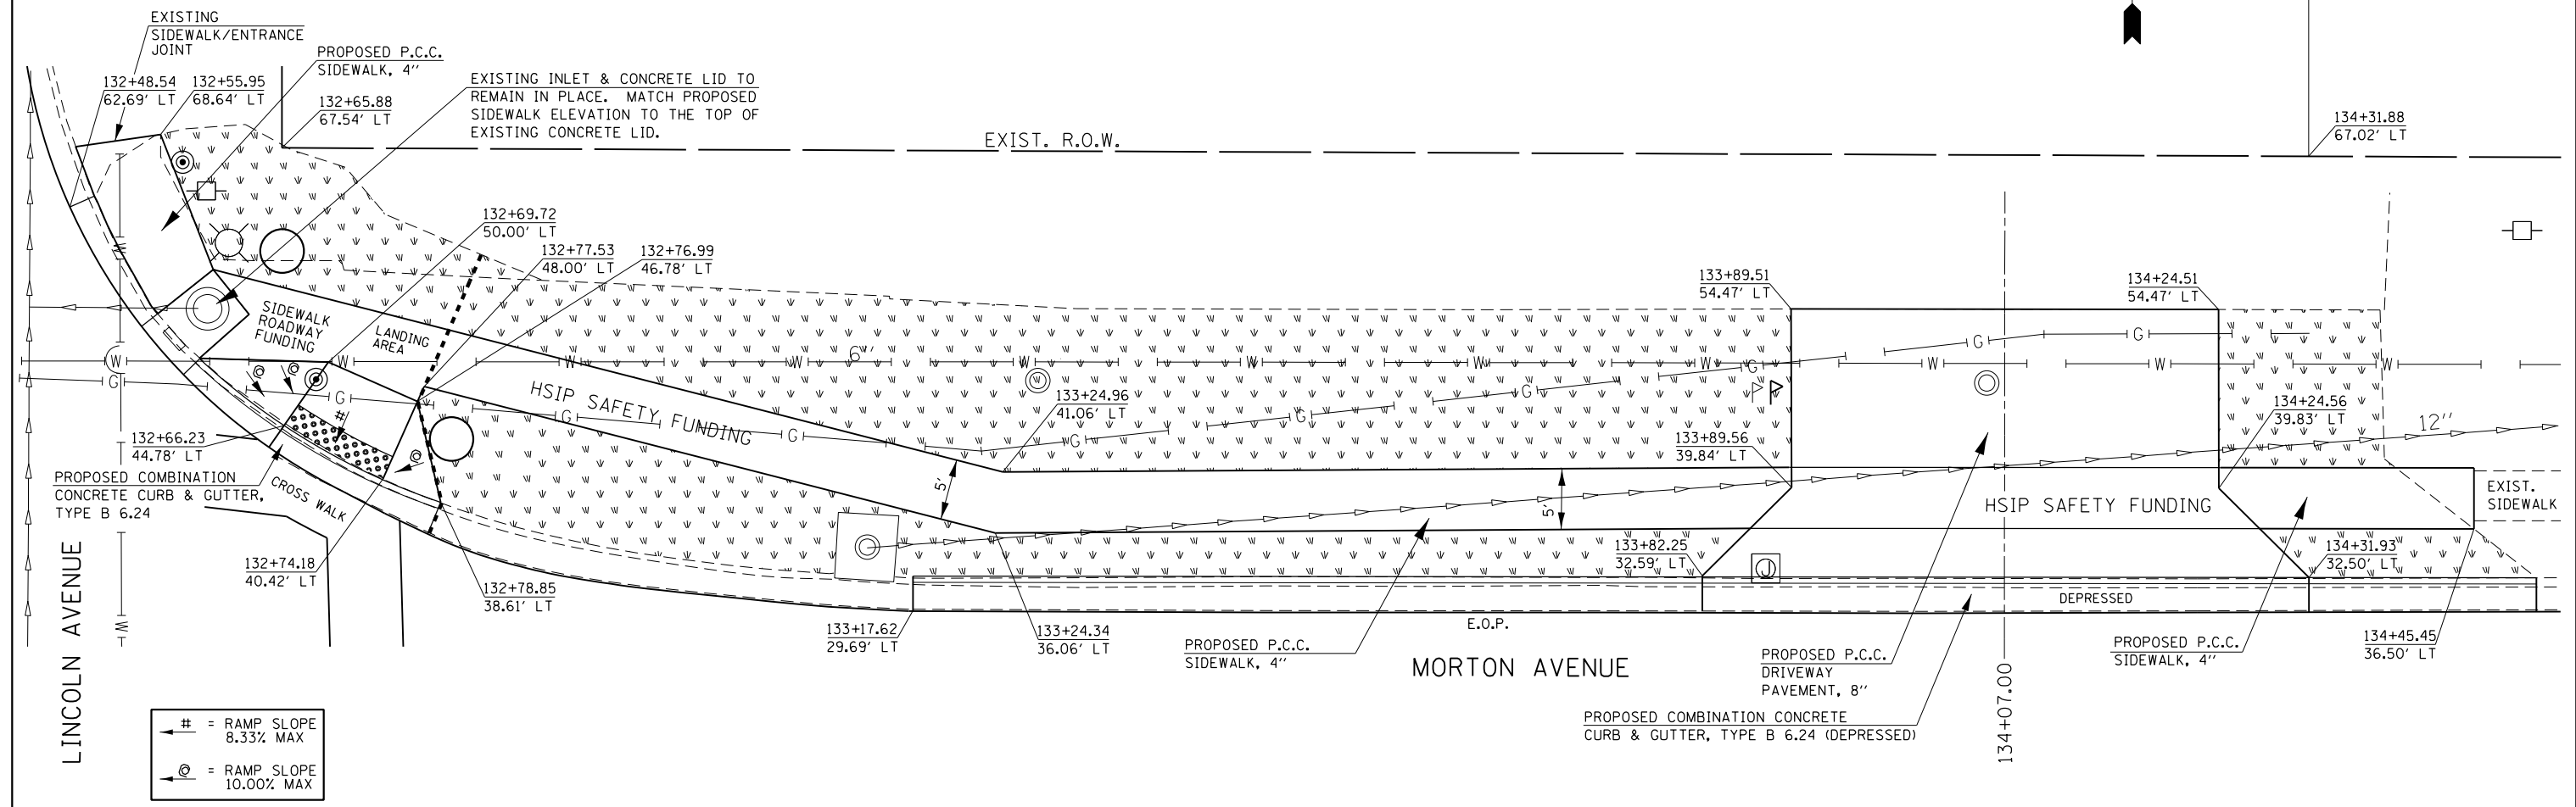 EXISTING
SIDEWALK/ENTRANCE
JOINT
PROPOSED P.C.C.
SIDEWALK, 4"
132+48.54
62.69' LT
132+55.95
68.64' LT
132+65.88
67.54' LT
EXISTING INLET & CONCRETE LID TO
REMAIN IN PLACE. MATCH PROPOSED
SIDEWALK ELEVATION TO THE TOP OF
EXISTING CONCRETE LID.
EXIST. R.O.W.
134+31.88
67.02' LT
132+69.72
50.00' LT
132+77.53
48.00' LT
132+76.99
46.78' LT
133+89.51
54.47' LT
134+24.51
54.47' LT
SIDEWALK
ROADWAY
FUNDING
LANDING
AREA
W
W
W
6"
W
W
W
W
W
W
W
W
W
W
G
G
G
G
G
G
G
G
G
G
HSIP SAFETY FUNDING
133+24.96
41.06' LT
134+24.56
39.83' LT
12"
132+66.23
44.78' LT
133+89.56
39.84' LT
@
@
#
@
PROPOSED COMBINATION
CONCRETE CURB & GUTTER,
TYPE B 6.24
CROSS WALK
5'
5'
HSIP SAFETY FUNDING
EXIST.
SIDEWALK
132+74.18
40.42' LT
132+78.85
38.61' LT
133+82.25
32.59' LT
J
134+31.93
32.50' LT
DEPRESSED
133+17.62
29.69' LT
133+24.34
36.06' LT
E.O.P.
PROPOSED P.C.C.
SIDEWALK, 4"
MORTON AVENUE
PROPOSED P.C.C.
DRIVEWAY
PAVEMENT, 8"
134+07.00
PROPOSED P.C.C.
SIDEWALK, 4"
134+45.45
36.50' LT
PROPOSED COMBINATION CONCRETE
CURB & GUTTER, TYPE B 6.24 (DEPRESSED)
LINCOLN AVENUE
# = RAMP SLOPE
8.33% MAX
@ = RAMP SLOPE
10.00% MAX